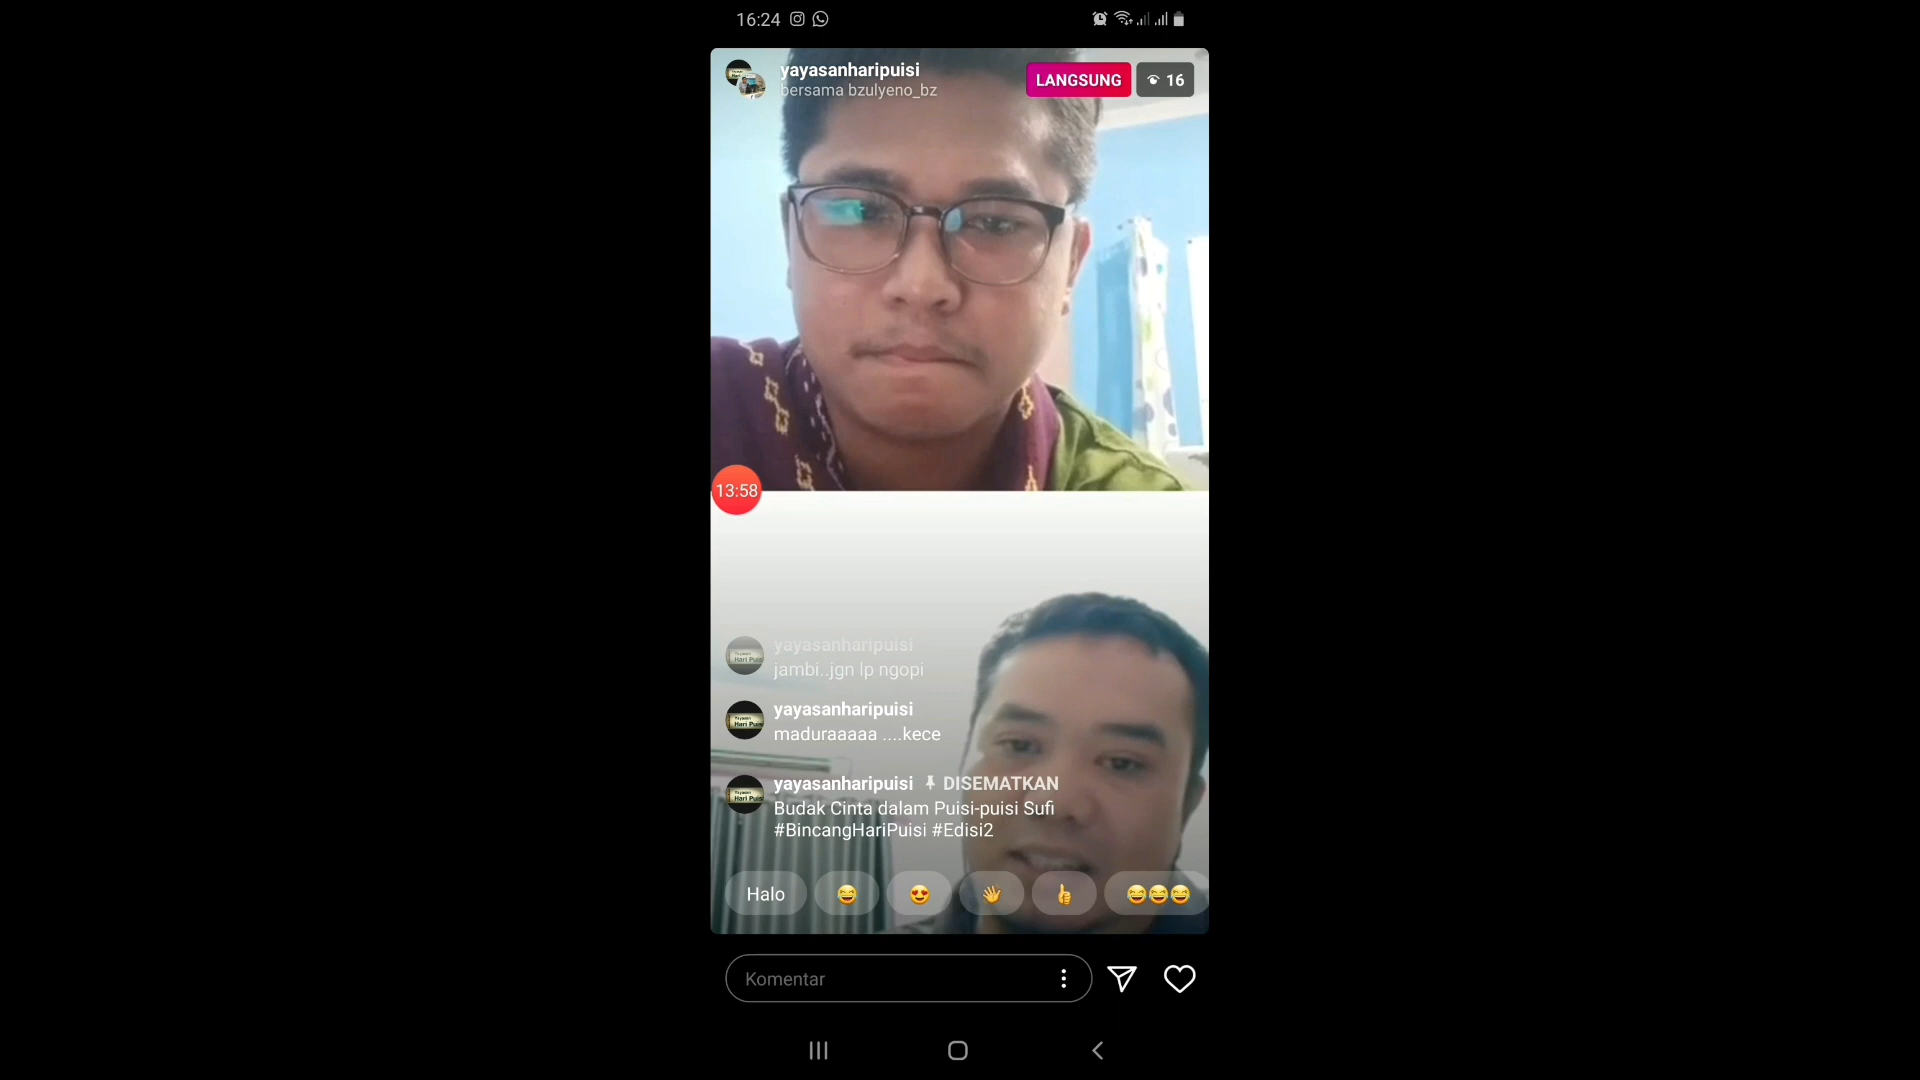 16:24
yayasanharipuisi
bersama bzulyeno_bz
LANGSUNG
16
13:58
yayasanharipuisi
jambi..jgn lp ngopi
yayasanharipuisi
maduraaaaa ....kece
yayasanharipuisi DISEMATKAN
Budak Cinta dalam Puisi-puisi Sufi
#BincangHariPuisi #Edisi2
Halo
Komentar